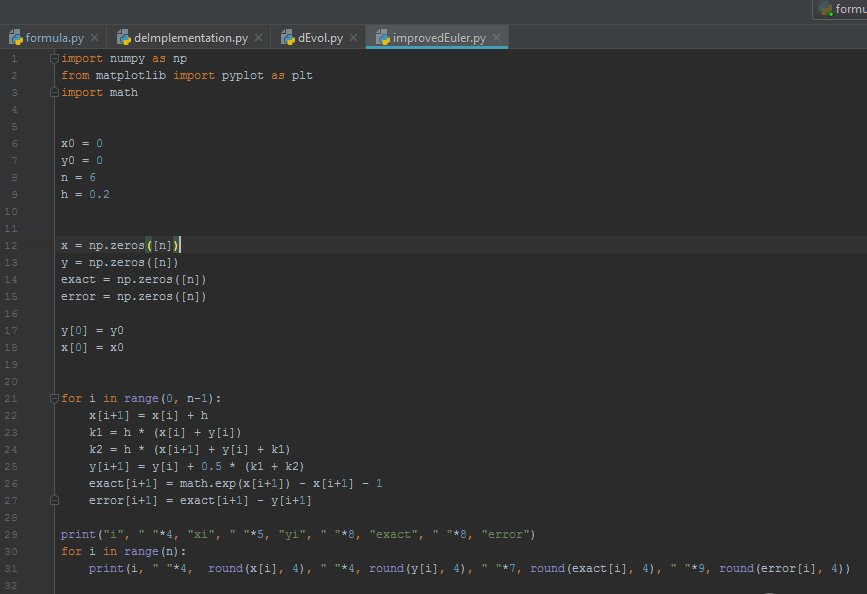 formu
formula.py
deImplementation.py
dEvol.py
improvedEuler.py
1 import numpy as np
2 from matplotlib import pyplot as plt
3 import math
4
5
6 x0 = 0
7 y0 = 0
8 n = 6
9 h = 0.2
10
11
12 x = np.zeros([n])
13 y = np.zeros([n])
14 exact = np.zeros([n])
15 error = np.zeros([n])
16
17 y[0] = y0
18 x[0] = x0
19
20
21 for i in range(0, n-1):
22     x[i+1] = x[i] + h
23     k1 = h * (x[i] + y[i])
24     k2 = h * (x[i+1] + y[i] + k1)
25     y[i+1] = y[i] + 0.5 * (k1 + k2)
26     exact[i+1] = math.exp(x[i+1]) - x[i+1] - 1
27     error[i+1] = exact[i+1] - y[i+1]
28
29 print("i", " "*4, "xi", " "*5, "yi", " "*8, "exact", " "*8, "error")
30 for i in range(n):
31     print(i, " "*4,  round(x[i], 4), " "*4, round(y[i], 4), " "*7, round(exact[i], 4), " "*9, round(error[i], 4))
32